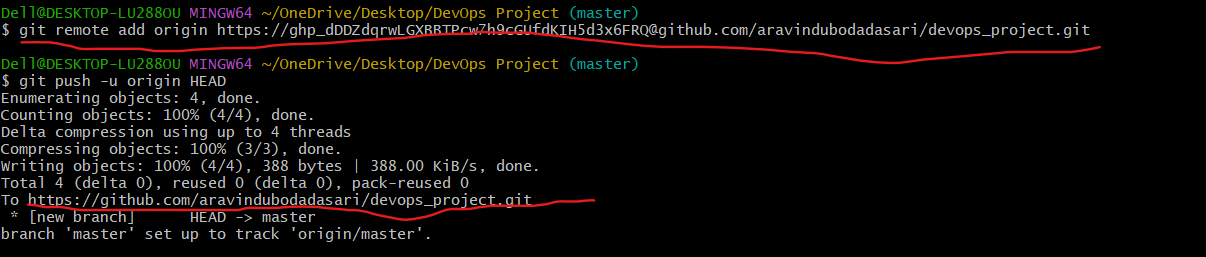 Dell@DESKTOP-LU288OU MINGW64 ~/OneDrive/Desktop/DevOps Project (master)
$ git remote add origin https://@github.com/aravindubodadasari/devops_project.git
Dell@DESKTOP-LU288OU MINGW64 ~/OneDrive/Desktop/DevOps Project (master)
$ git push -u origin HEAD
Enumerating objects: 4, done.
Counting objects: 100% (4/4), done.
Delta compression using up to 4 threads
Compressing objects: 100% (3/3), done.
Writing objects: 100% (4/4), 388 bytes | 388.00 KiB/s, done.
Total 4 (delta 0), reused 0 (delta 0), pack-reused 0
To https://github.com/aravindubodadasari/devops_project.git
 * [new branch]      HEAD -> master
branch 'master' set up to track 'origin/master'.